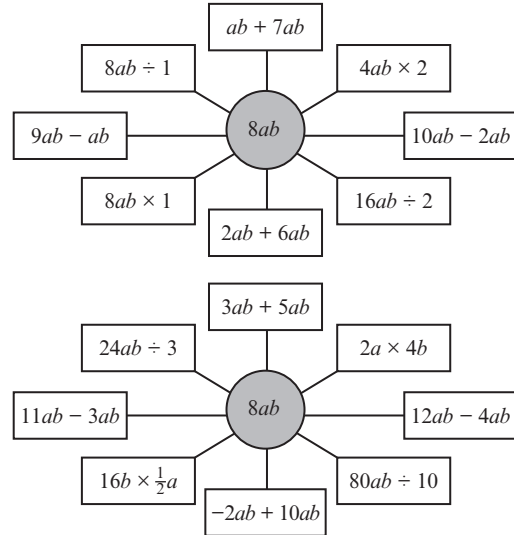 ab + 7ab
8ab ÷ 1
4ab × 2
9ab − ab
8ab
10ab − 2ab
8ab × 1
16ab ÷ 2
2ab + 6ab
3ab + 5ab
24ab ÷ 3
2a × 4b
11ab − 3ab
8ab
12ab − 4ab
16b × ½a
80ab ÷ 10
−2ab + 10ab